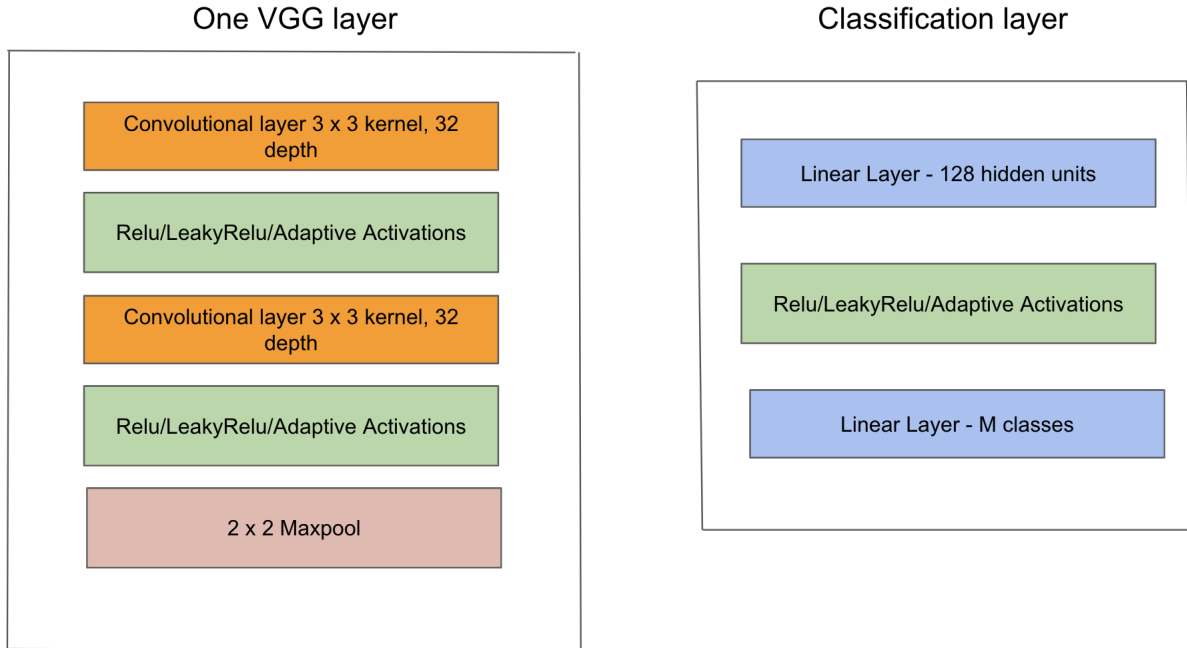 One VGG layer
Convolutional layer 3 x 3 kernel, 32
depth
Relu/LeakyRelu/Adaptive Activations
Convolutional layer 3 x 3 kernel, 32
depth
Relu/LeakyRelu/Adaptive Activations
2 x 2 Maxpool
Classification layer
Linear Layer - 128 hidden units
Relu/LeakyRelu/Adaptive Activations
Linear Layer - M classes